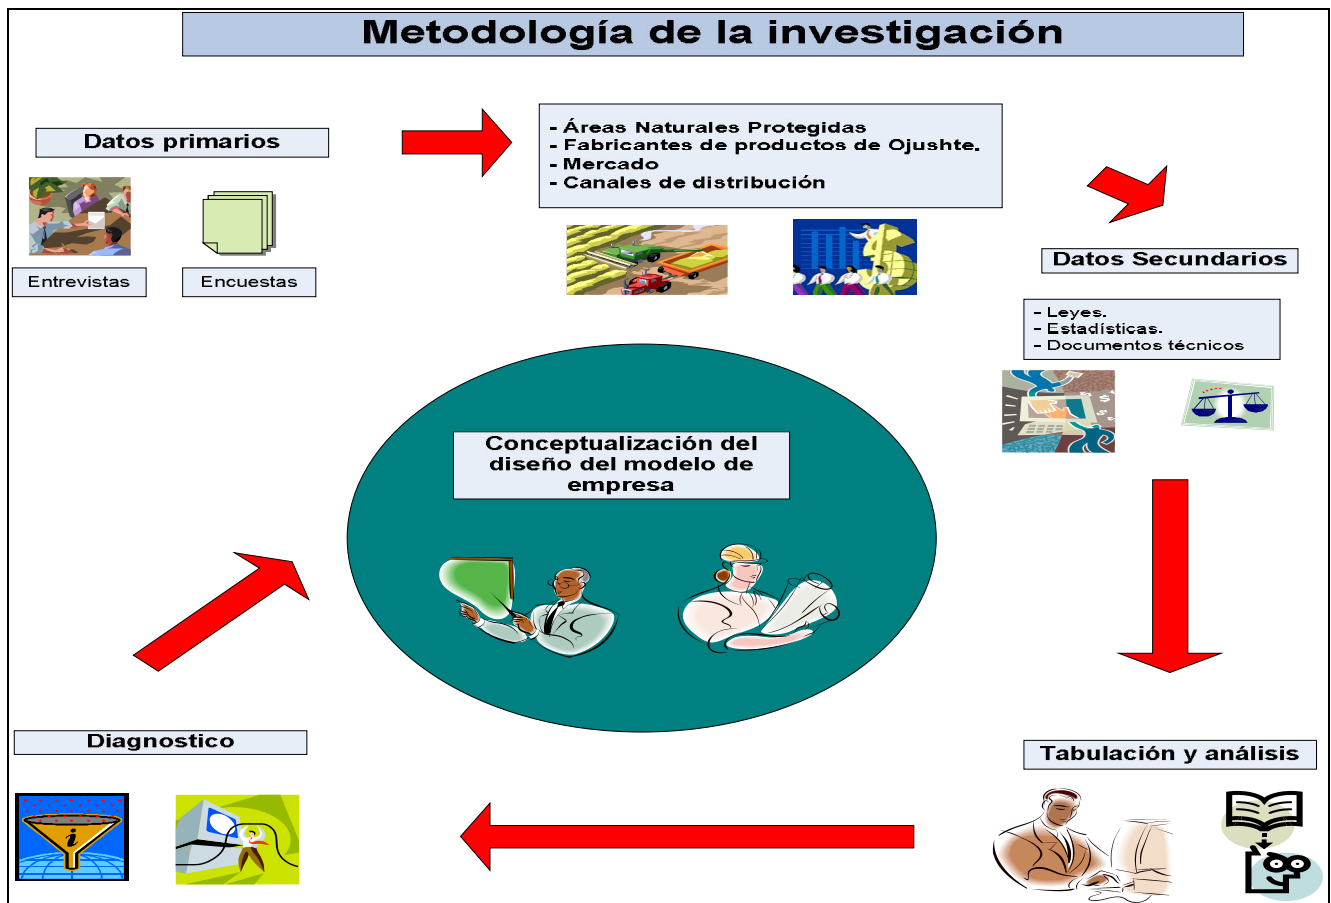 Metodología de la investigación
Datos primarios
Entrevistas
Encuestas
- Áreas Naturales Protegidas
- Fabricantes de productos de Ojushte.
- Mercado
- Canales de distribución
Datos Secundarios
- Leyes.
- Estadísticas.
- Documentos técnicos
Conceptualización del
diseño del modelo de
empresa
Diagnostico
i
Tabulación y análisis